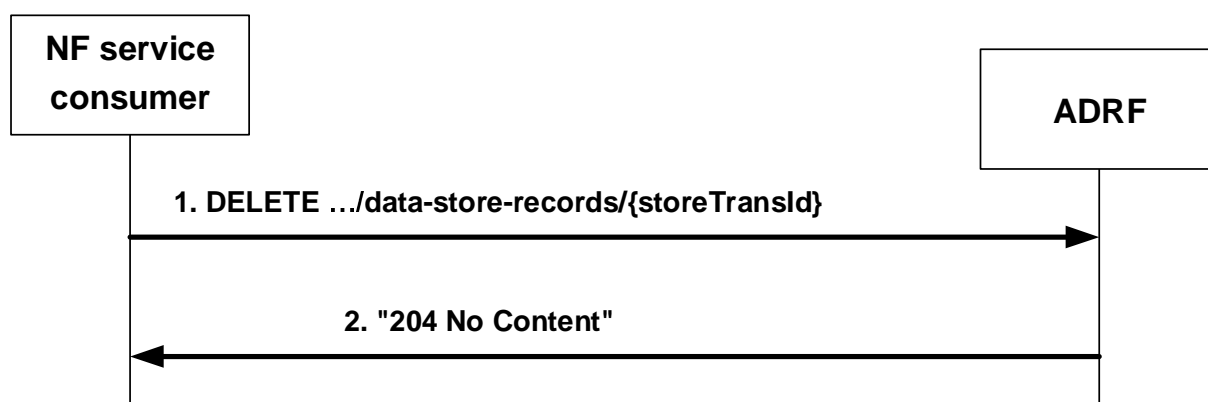 NF service
consumer
ADRF
1. DELETE …/data-store-records/{storeTransId}
2. "204 No Content"